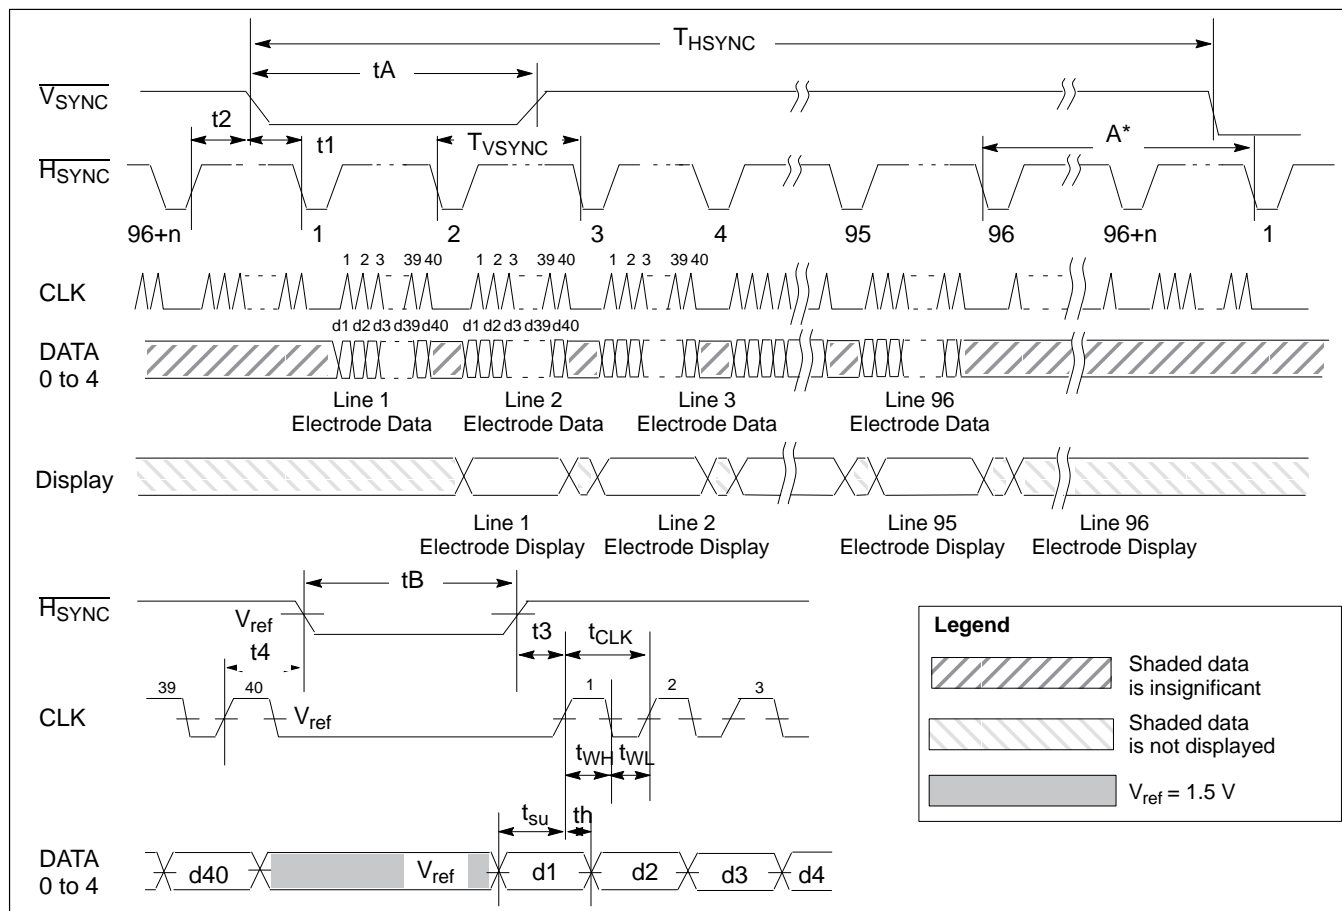 T_HSYNC
tA
V_SYNC
t2
t1
T_VSYNC
A*
H_SYNC
96+n 1 2 3 4 95 96 96+n 1
1 2 3 39 40 1 2 3 39 40 1 2 3 39 40
CLK
d1 d2 d3 d39 d40 d1 d2 d3 d39 d40
DATA
0 to 4
Line 1
Electrode Data
Line 2
Electrode Data
Line 3
Electrode Data
Line 96
Electrode Data
Display
Line 1
Electrode Display
Line 2
Electrode Display
Line 95
Electrode Display
Line 96
Electrode Display
tB
H_SYNC
V_ref
t3
t_CLK
t4
39 40 1 2 3
CLK
V_ref
t_WH
t_WL
t_su
th
DATA
0 to 4
d40
V_ref
d1 d2 d3 d4
Legend
Shaded data
is insignificant
Shaded data
is not displayed
V_ref = 1.5 V